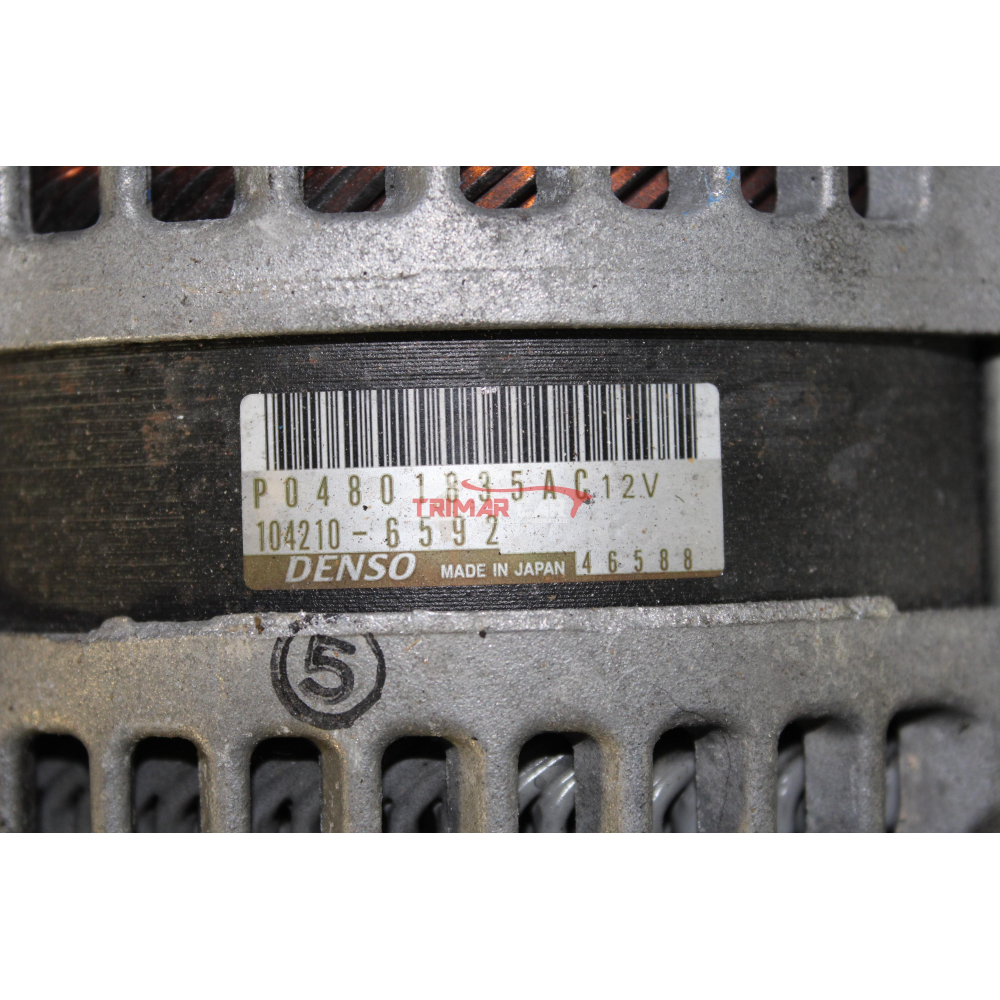 P04801835AC 12V
TRIMAR
104210-6592
DENSO MADE IN JAPAN 46588
5